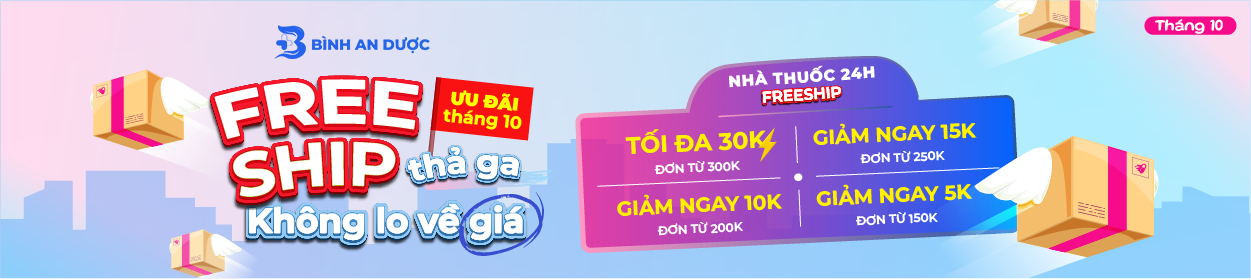 BÌNH AN DƯỢC
FREE
SHIP thả ga
Không lo về giá
ƯU ĐÃI
tháng 10
NHÀ THUỐC 24H
FREESHIP
TỐI ĐA 30K
ĐƠN TỪ 300K
GIẢM NGAY 15K
ĐƠN TỪ 250K
GIẢM NGAY 10K
ĐƠN TỪ 200K
GIẢM NGAY 5K
ĐƠN TỪ 150K
Tháng 10